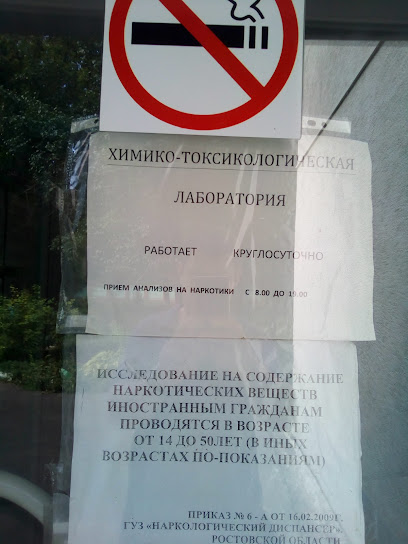 ХИМИКО-ТОКСИКОЛОГИЧЕСКАЯ
ЛАБОРАТОРИЯ
РАБОТАЕТ КРУГЛОСУТОЧНО
ПРИЕМ АНАЛИЗОВ НА НАРКОТИКИ С 8.00 ДО 19.00
ИССЛЕДОВАНИЕ НА СОДЕРЖАНИЕ
НАРКОТИЧЕСКИХ ВЕЩЕСТВ
ИНОСТРАННЫМ ГРАЖДАНАМ
ПРОВОДЯТСЯ В ВОЗРАСТЕ
ОТ 14 ДО 50ЛЕТ (В ИНЫХ
ВОЗРАСТАХ ПО-ПОКАЗАНИЯМ)
ПРИКАЗ № 6 - А ОТ 16.02.2009Г.
ГУЗ «НАРКОЛОГИЧЕСКИЙ ДИСПАНСЕР»
РОСТОВСКОЙ ОБЛАСТИ